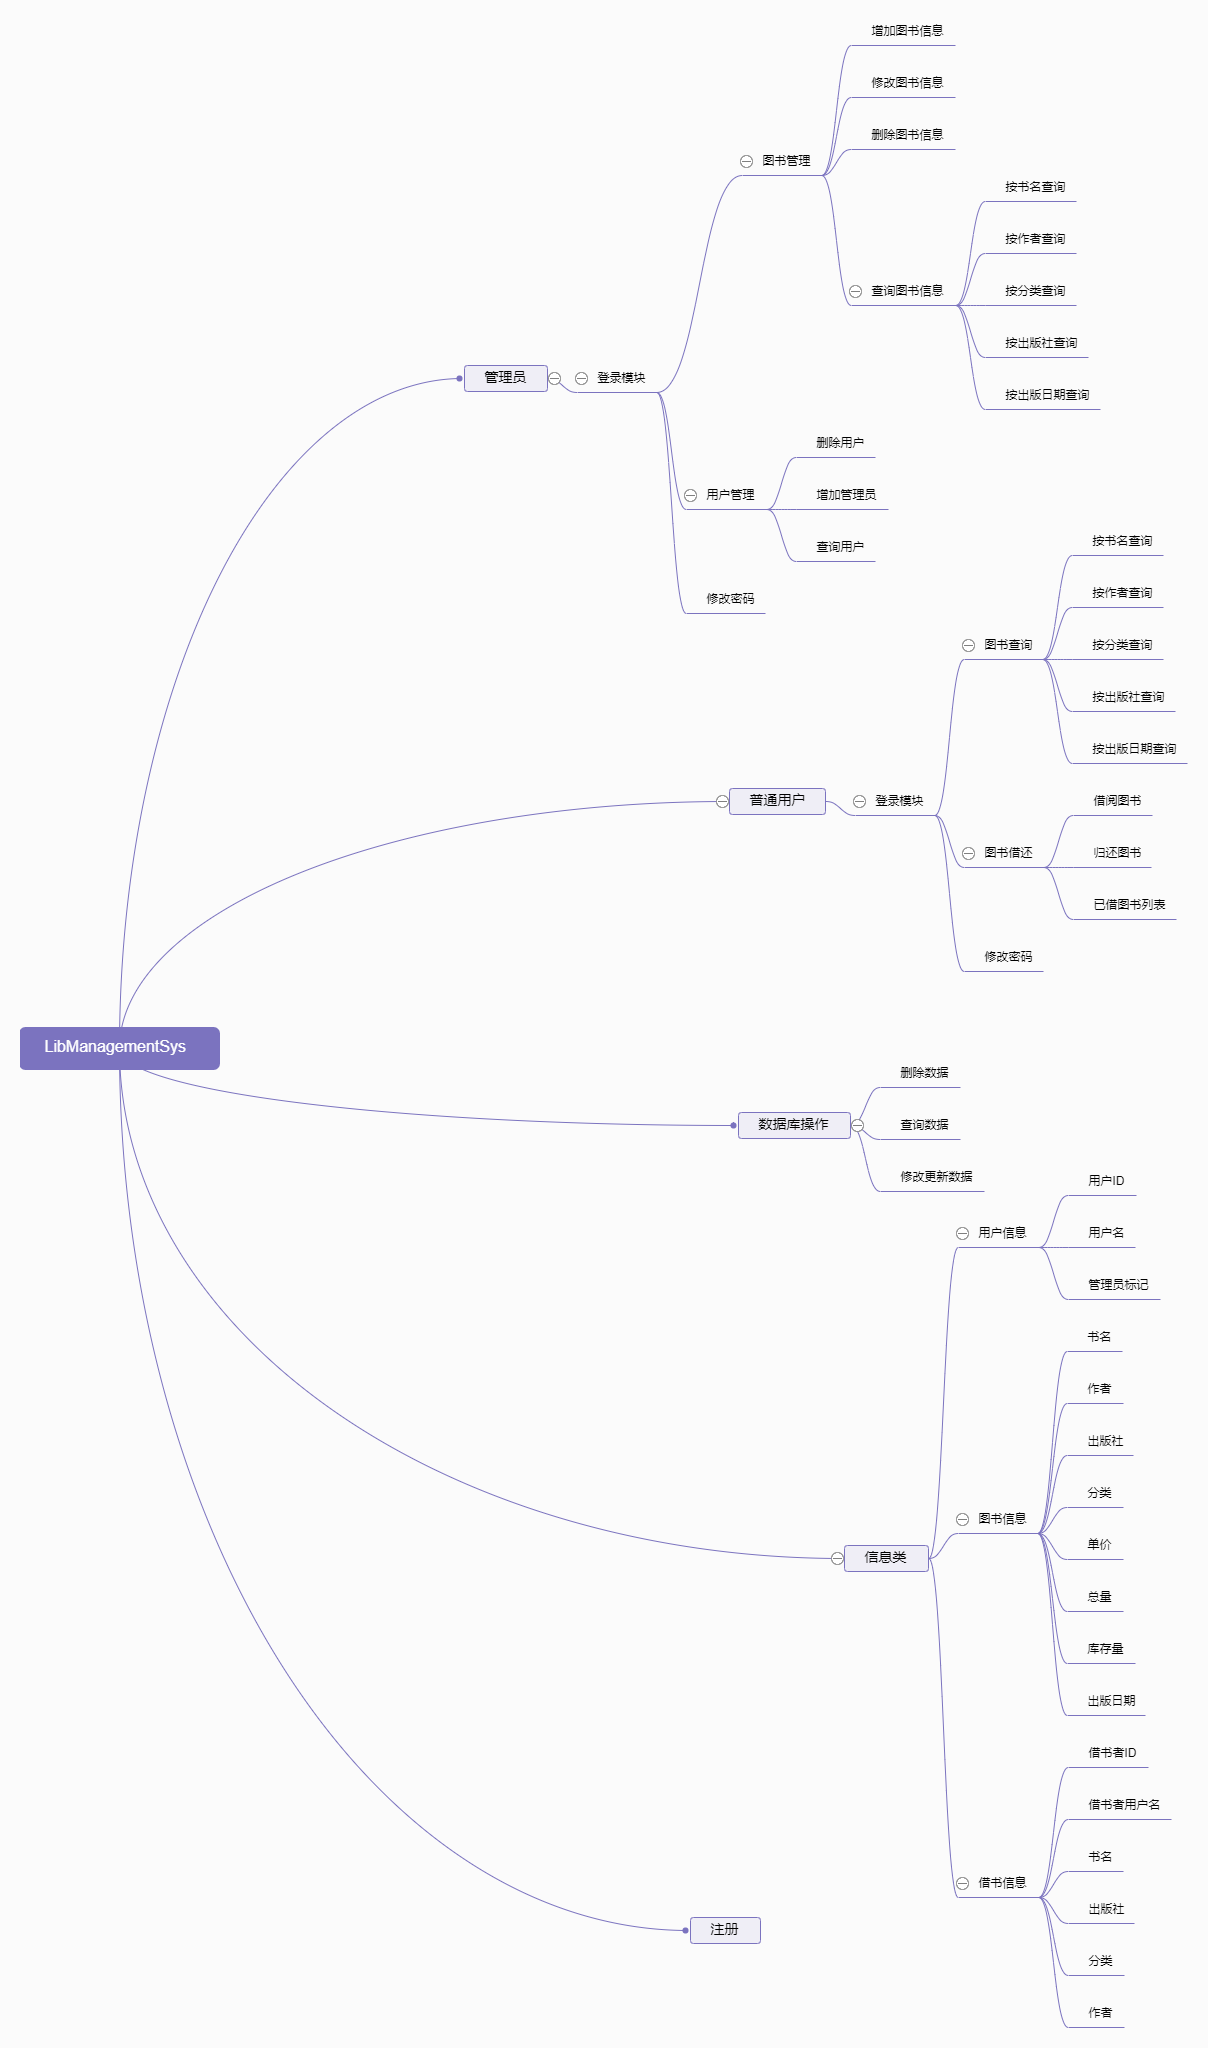 LibManagementSys
管理员
登录模块
图书管理
增加图书信息
修改图书信息
删除图书信息
查询图书信息
按书名查询
按作者查询
按分类查询
按出版社查询
按出版日期查询
用户管理
删除用户
增加管理员
查询用户
修改密码
普通用户
登录模块
图书查询
按书名查询
按作者查询
按分类查询
按出版社查询
按出版日期查询
图书借还
借阅图书
归还图书
已借图书列表
修改密码
数据库操作
删除数据
查询数据
修改更新数据
信息类
用户信息
用户ID
用户名
管理员标记
图书信息
书名
作者
出版社
分类
单价
总量
库存量
出版日期
借书信息
借书者ID
借书者用户名
书名
出版社
分类
作者
注册